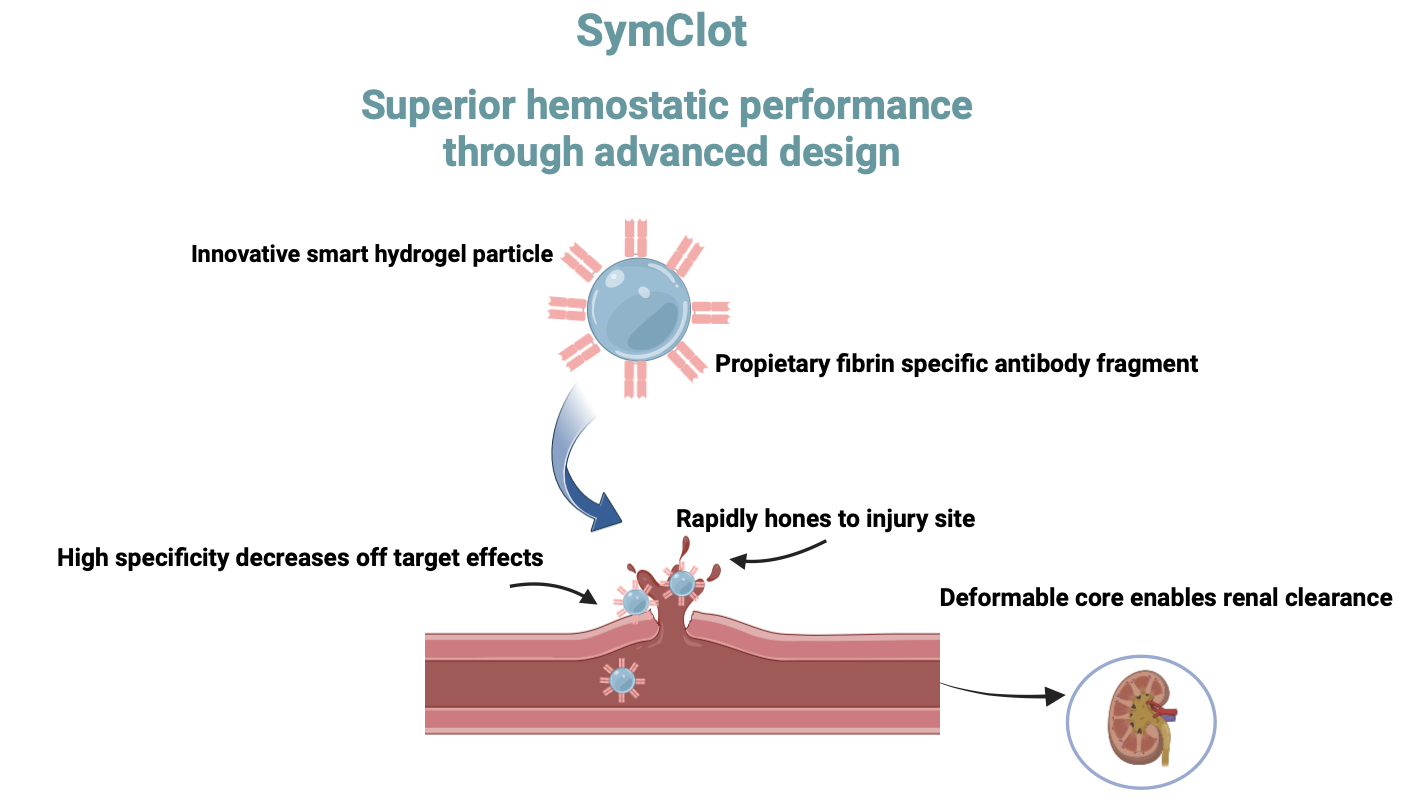 SymClot
Superior hemostatic performance
through advanced design
Innovative smart hydrogel particle
Propietary fibrin specific antibody fragment
Rapidly hones to injury site
High specificity decreases off target effects
Deformable core enables renal clearance